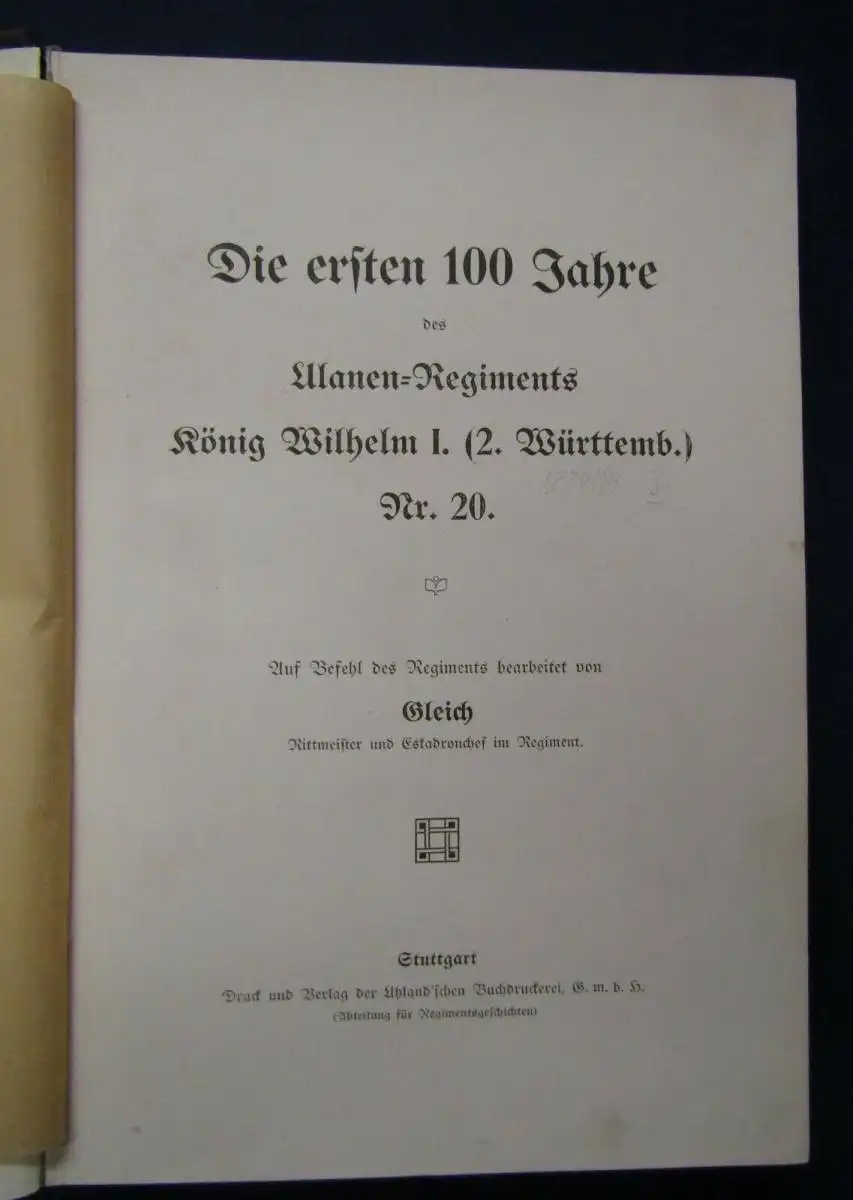 Die ersten 100 Jahre
des
Ulanen=Regiments
König Wilhelm I. (2. Württemb.)
Nr. 20.
Auf Befehl des Regiments bearbeitet von
Gleich
Rittmeister und Eskadronchef im Regiment.
Stuttgart
Druck und Verlag der Uhland'schen Buchdruckerei, G. m. b. H.
(Abteilung für Regimentsgeschichten)